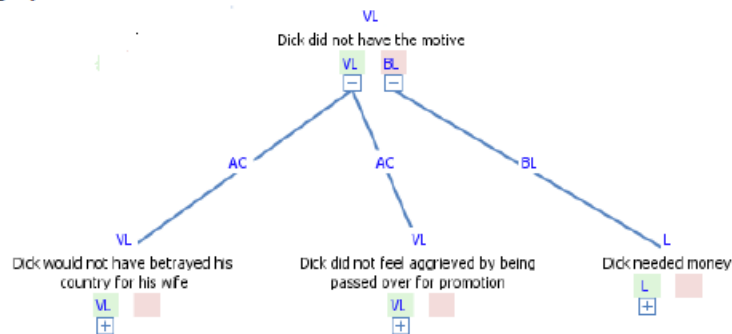 VL
Dick did not have the motive
VL BL
AC AC BL
VL VL L
Dick would not have betrayed his country for his wife
Dick did not feel aggrieved by being passed over for promotion
Dick needed money
VL VL L